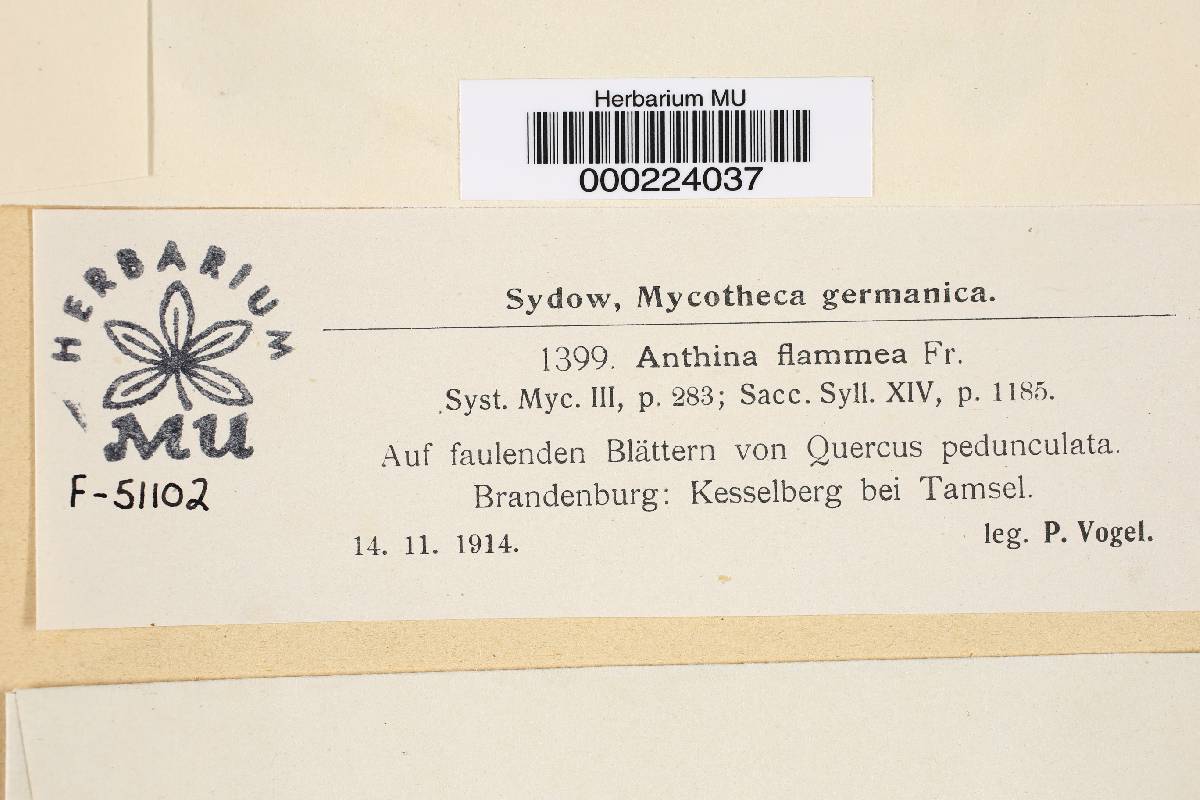 Herbarium MU
000224037
HERBARIUM
MU
F-51102
Sydow, Mycotheca germanica.
1399. Anthina flammea Fr.
Syst. Myc. III, p. 283; Sacc. Syll. XIV, p. 1185.
Auf faulenden Blättern von Quercus pedunculata.
Brandenburg: Kesselberg bei Tamsel.
14. 11. 1914. leg. P. Vogel.